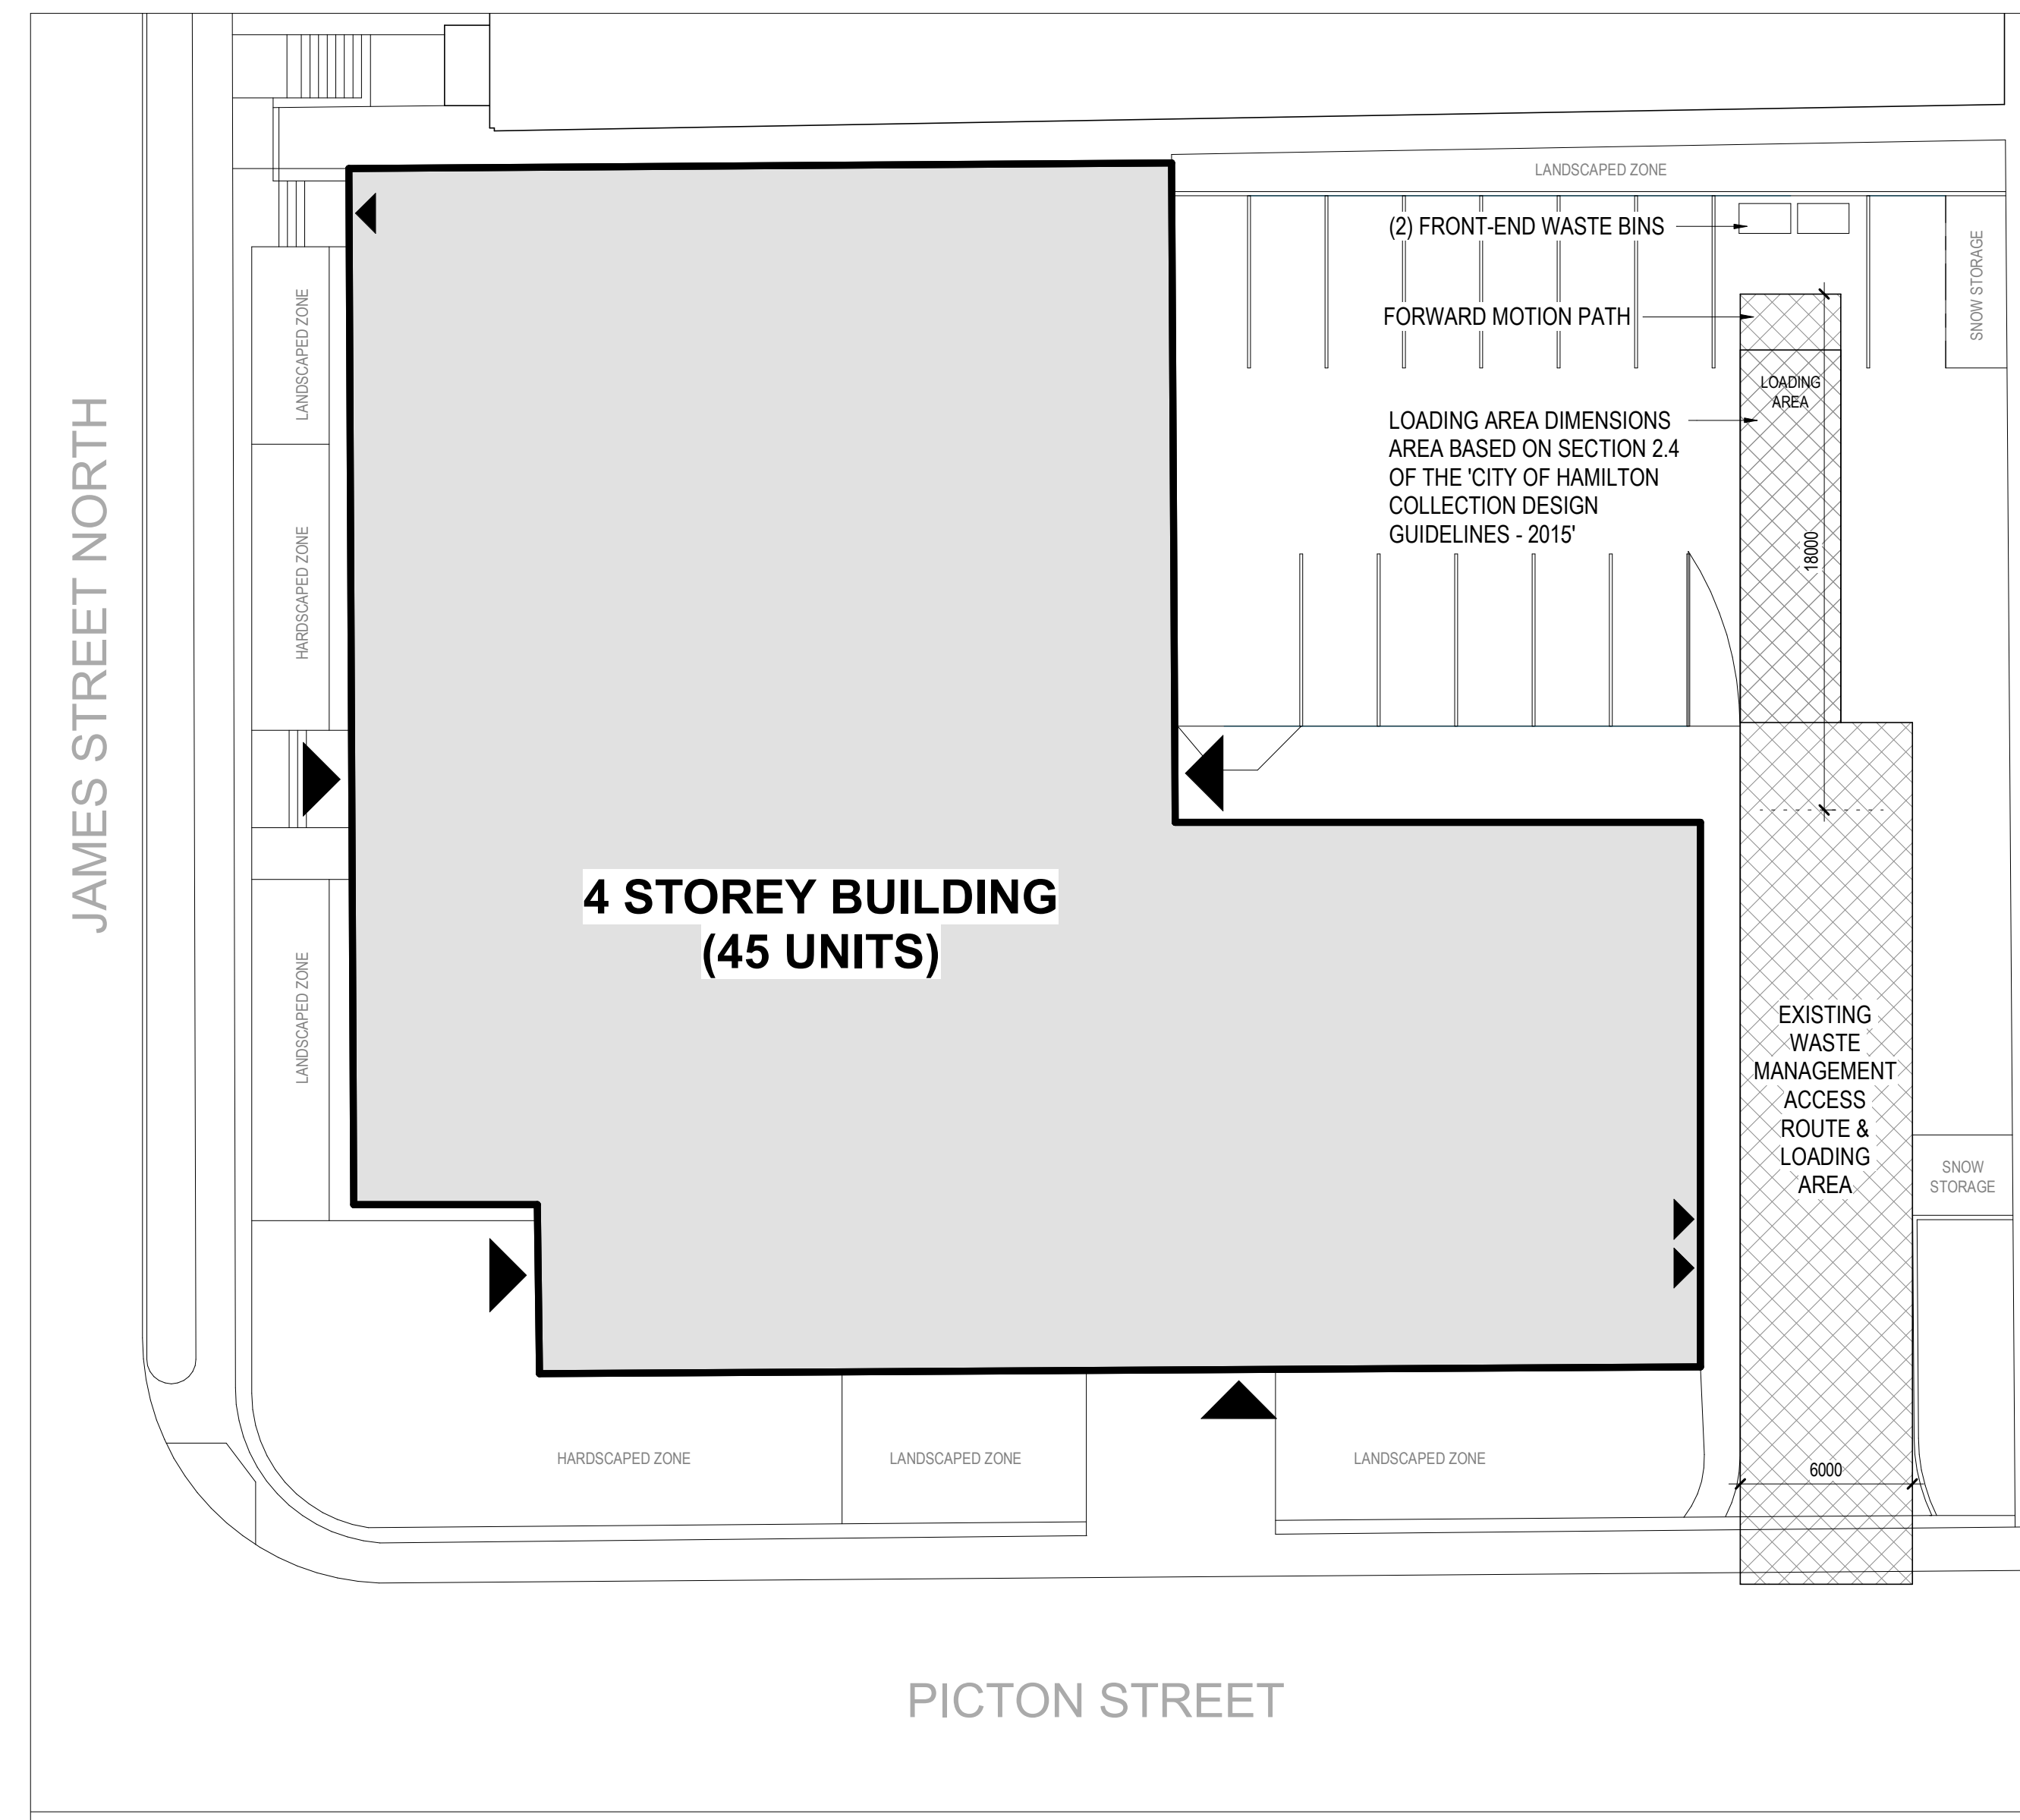 LANDSCAPED ZONE
(2) FRONT-END WASTE BINS
SNOW STORAGE
FORWARD MOTION PATH
LANDSCAPED ZONE
LOADING
AREA
LOADING AREA DIMENSIONS
AREA BASED ON SECTION 2.4
OF THE 'CITY OF HAMILTON
COLLECTION DESIGN
GUIDELINES - 2015'
18000
HARDSCAPED ZONE
JAMES STREET NORTH
4 STOREY BUILDING
(45 UNITS)
LANDSCAPED ZONE
EXISTING
WASTE
MANAGEMENT
ACCESS
ROUTE &
LOADING
AREA
SNOW
STORAGE
HARDSCAPED ZONE
LANDSCAPED ZONE
LANDSCAPED ZONE
6000
PICTON STREET